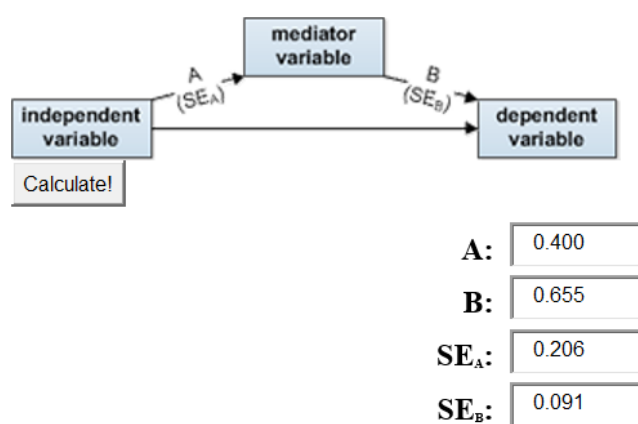 mediator
variable
A
(SEA)
B
(SEB)
independent
variable
dependent
variable
Calculate!
A: 0.400
B: 0.655
SEA: 0.206
SEB: 0.091